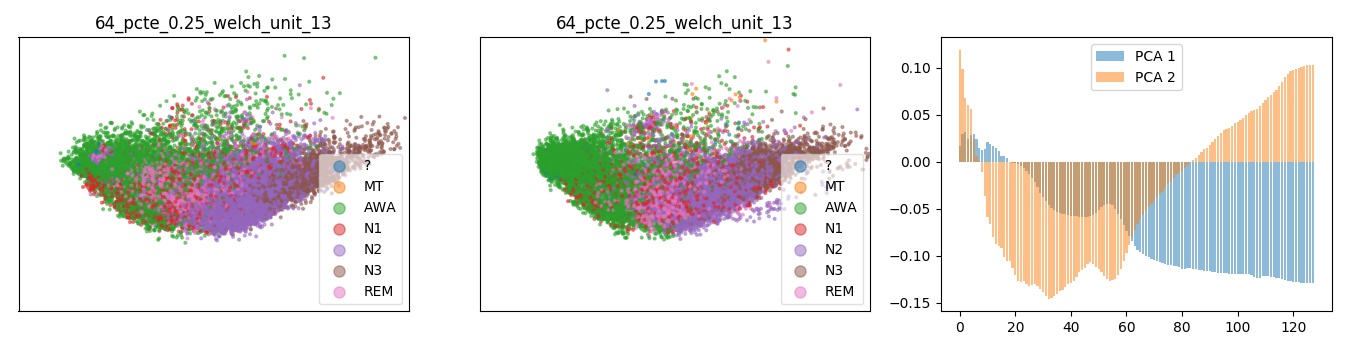 64_pcte_0.25_welch_unit_13
?
MT
AWA
N1
N2
N3
REM
64_pcte_0.25_welch_unit_13
?
MT
AWA
N1
N2
N3
REM
PCA 1
PCA 2
0.10
0.05
0.00
−0.05
−0.10
−0.15
0 20 40 60 80 100 120